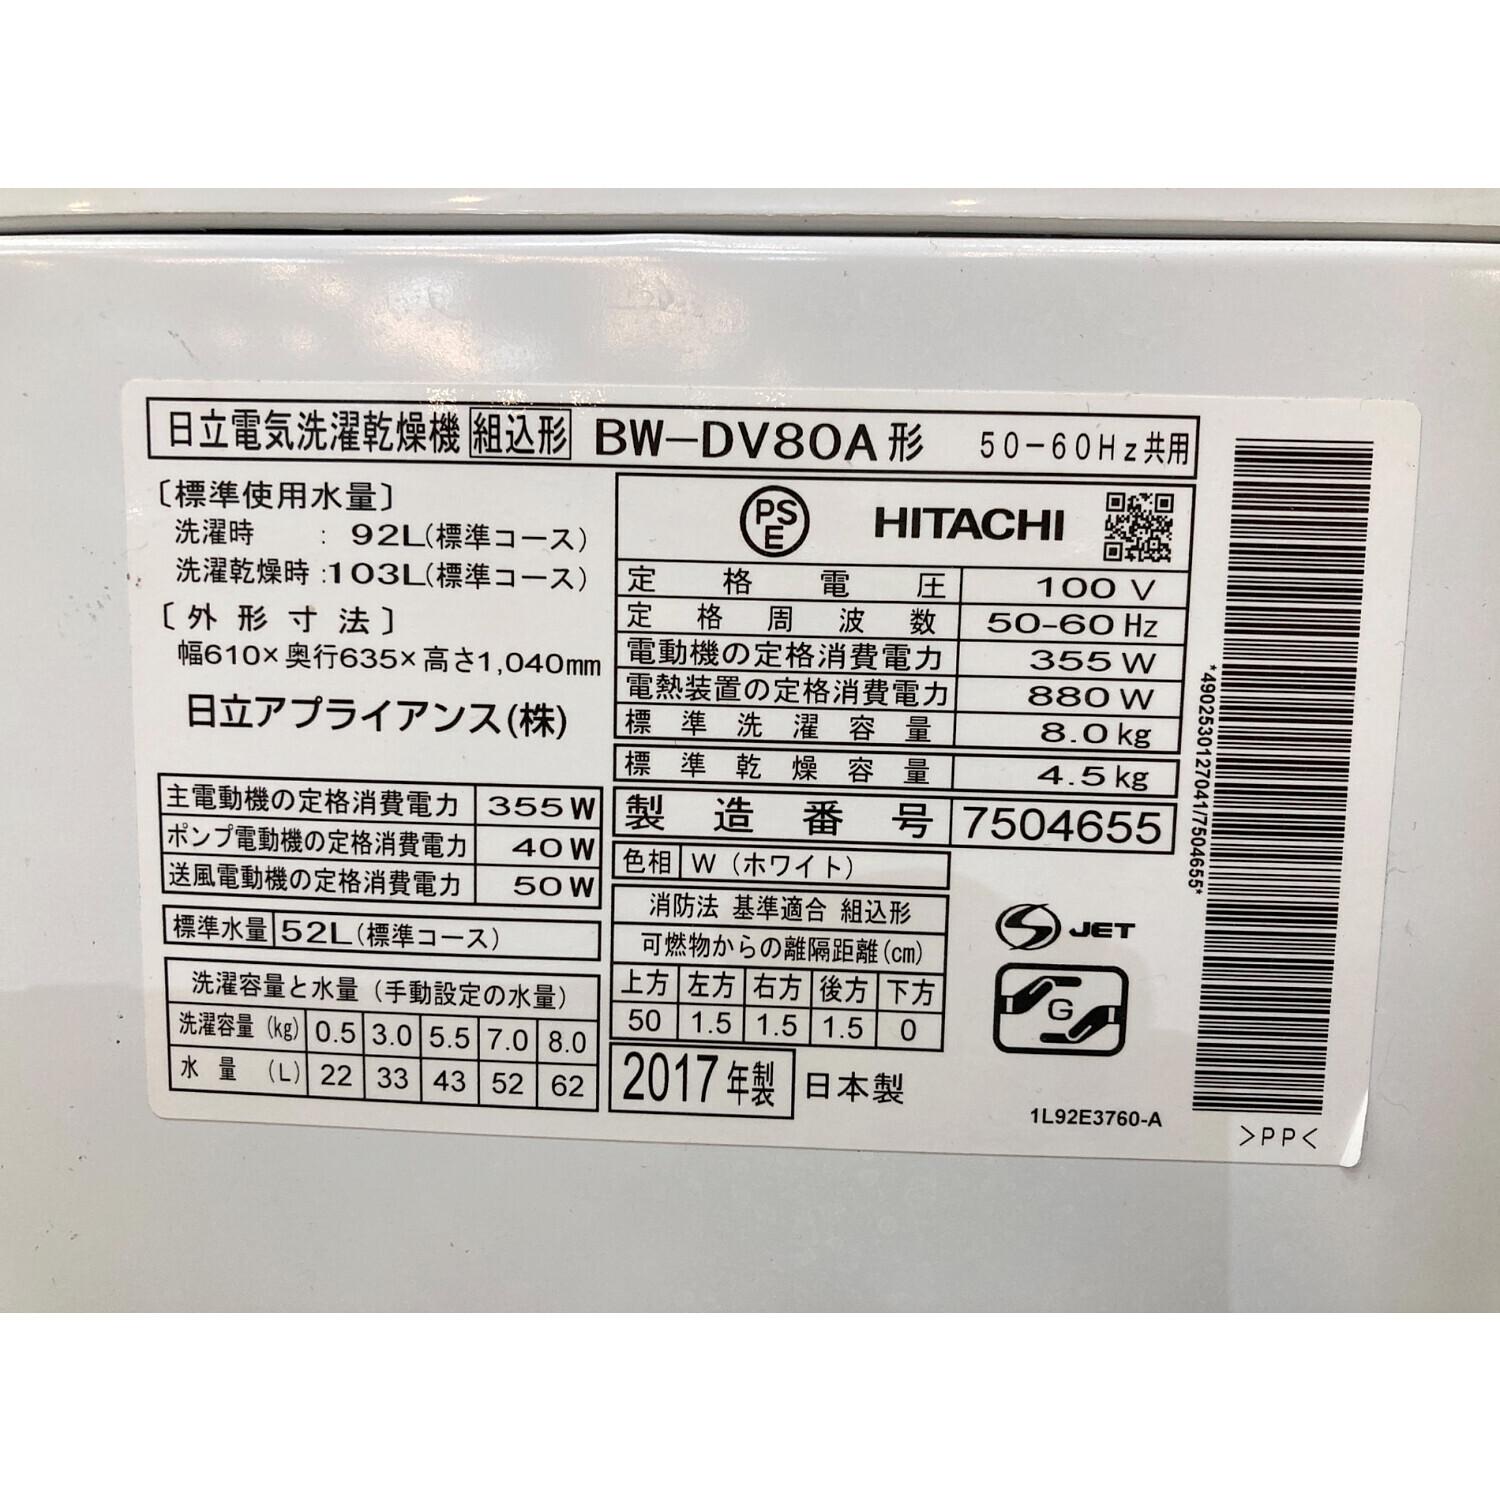 日立電気洗濯乾燥機 組込形 BW-DV80A形 50-60Hz共用
〔標準使用水量〕
洗濯時 : 92L(標準コース)
洗濯乾燥時:103L(標準コース)
〔外形寸法〕
幅610×奥行635×高さ1,040mm
日立アプライアンス(株)
主電動機の定格消費電力 355W
ポンプ電動機の定格消費電力 40W
送風電動機の定格消費電力 50W
標準水量 52L(標準コース)
洗濯容量と水量(手動設定の水量)
洗濯容量(kg) 0.5 3.0 5.5 7.0 8.0
水量(L) 22 33 43 52 62
PSE HITACHI
定格電圧 100V
定格周波数 50-60Hz
電動機の定格消費電力 355W
電熱装置の定格消費電力 880W
標準洗濯容量 8.0kg
標準乾燥容量 4.5kg
製造番号 7504655
色相 W(ホワイト)
消防法 基準適合 組込形
可燃物からの離隔距離(cm)
上方 左方 右方 後方 下方
50 1.5 1.5 1.5 0
2017年製 日本製
S JET
G
1L92E3760-A
*4902530127041/7504655*
>PP<